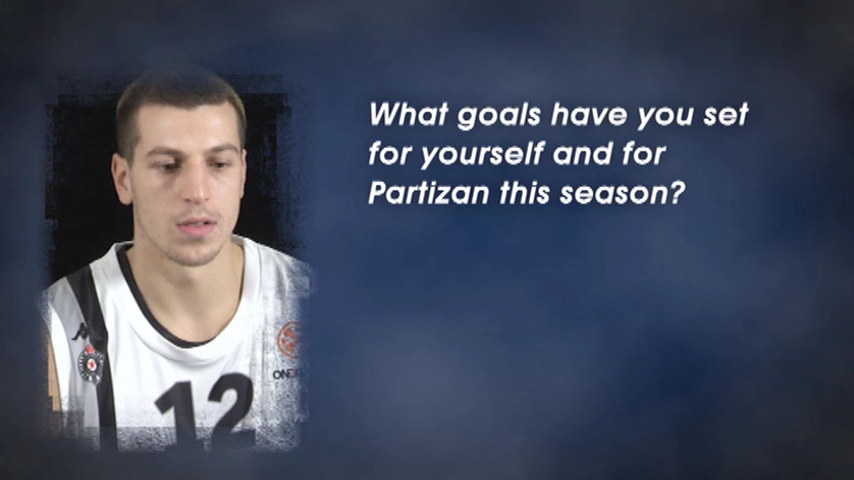 What goals have you set
for yourself and for
Partizan this season?
12